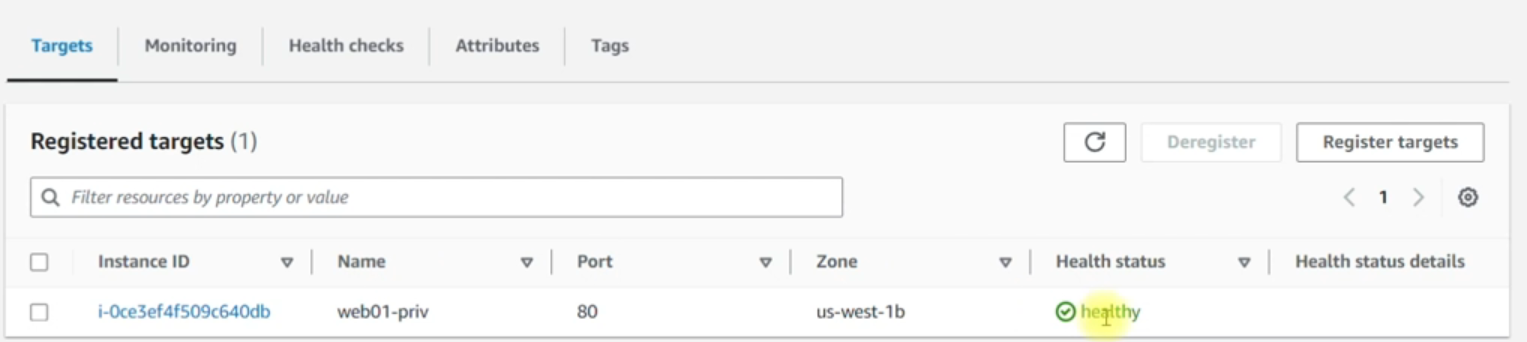 Targets Monitoring Health checks Attributes Tags
Registered targets (1) Deregister Register targets
Filter resources by property or value 1
Instance ID Name Port Zone Health status Health status details
i-0ce3ef4f509c640db web01-priv 80 us-west-1b healthy